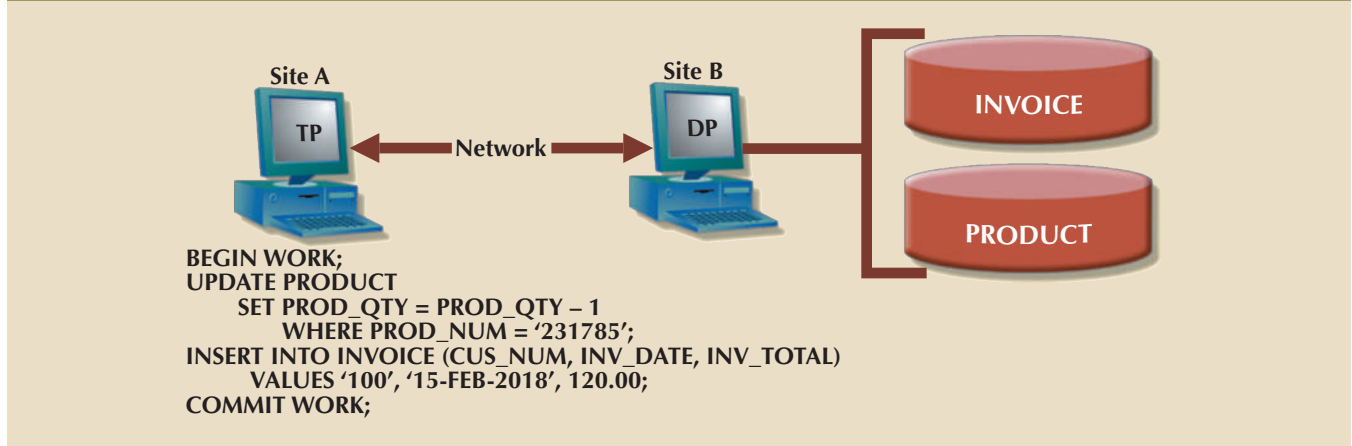 Site A
Site B
TP
Network
DP
INVOICE
PRODUCT
BEGIN WORK;
UPDATE PRODUCT
SET PROD_QTY = PROD_QTY – 1
WHERE PROD_NUM = ‘231785’;
INSERT INTO INVOICE (CUS_NUM, INV_DATE, INV_TOTAL)
VALUES ‘100’, ‘15-FEB-2018’, 120.00;
COMMIT WORK;